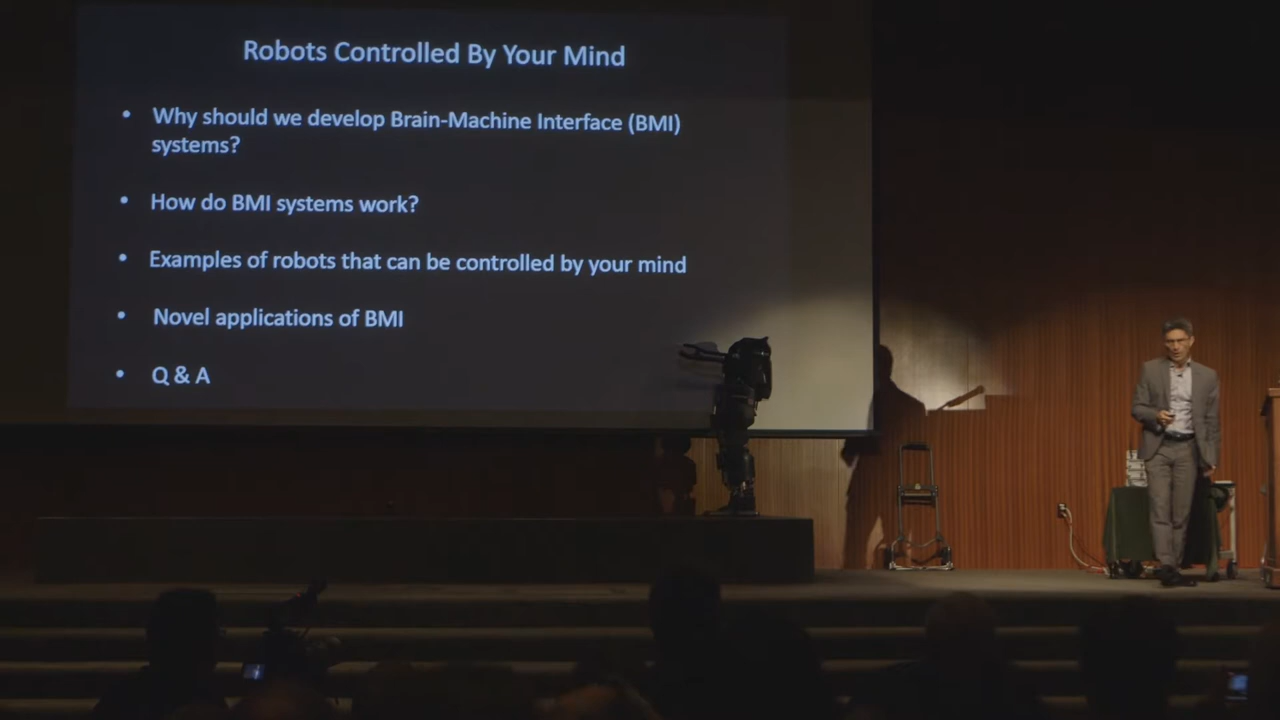 Robots Controlled By Your Mind
• Why should we develop Brain-Machine Interface (BMI)
systems?
• How do BMI systems work?
• Examples of robots that can be controlled by your mind
• Novel applications of BMI
• Q & A